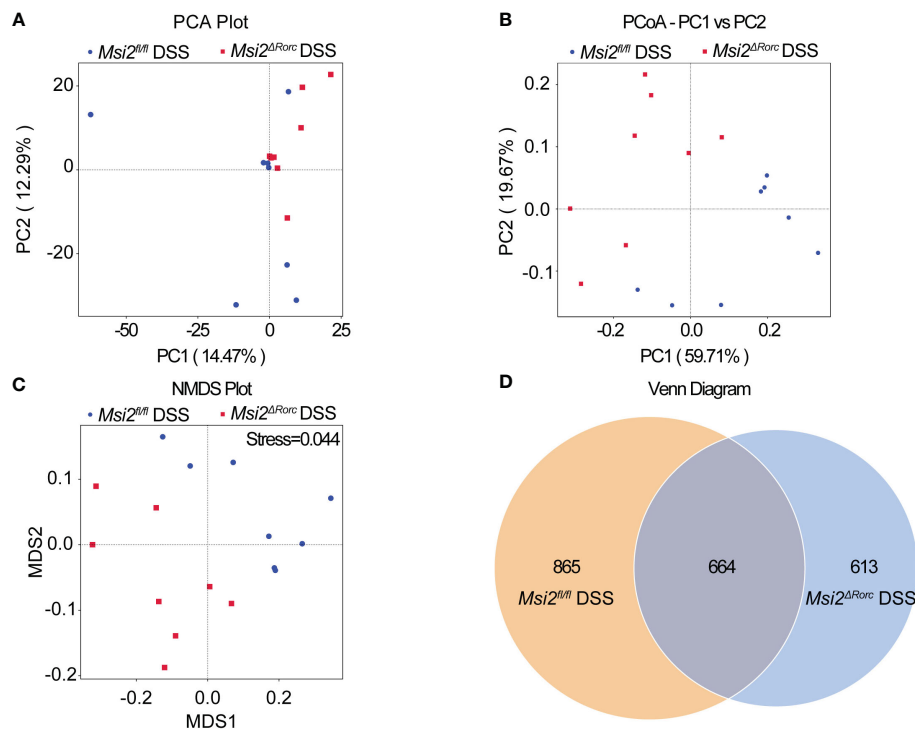 A
PCA Plot
Msi2fl/fl DSS Msi2ΔRorc DSS
20
0
-20
PC2 ( 12.29% )
-50 -25 0 25
PC1 ( 14.47% )
B
PCoA - PC1 vs PC2
Msi2fl/fl DSS Msi2ΔRorc DSS
0.2
0.1
0.0
-0.1
PC2 ( 19.67% )
-0.2 0.0 0.2
PC1 ( 59.71% )
C
NMDS Plot
Msi2fl/fl DSS Msi2ΔRorc DSS
Stress=0.044
0.1
0.0
-0.1
-0.2
MDS2
-0.2 0.0 0.2
MDS1
D
Venn Diagram
865 664 613
Msi2fl/fl DSS Msi2ΔRorc DSS